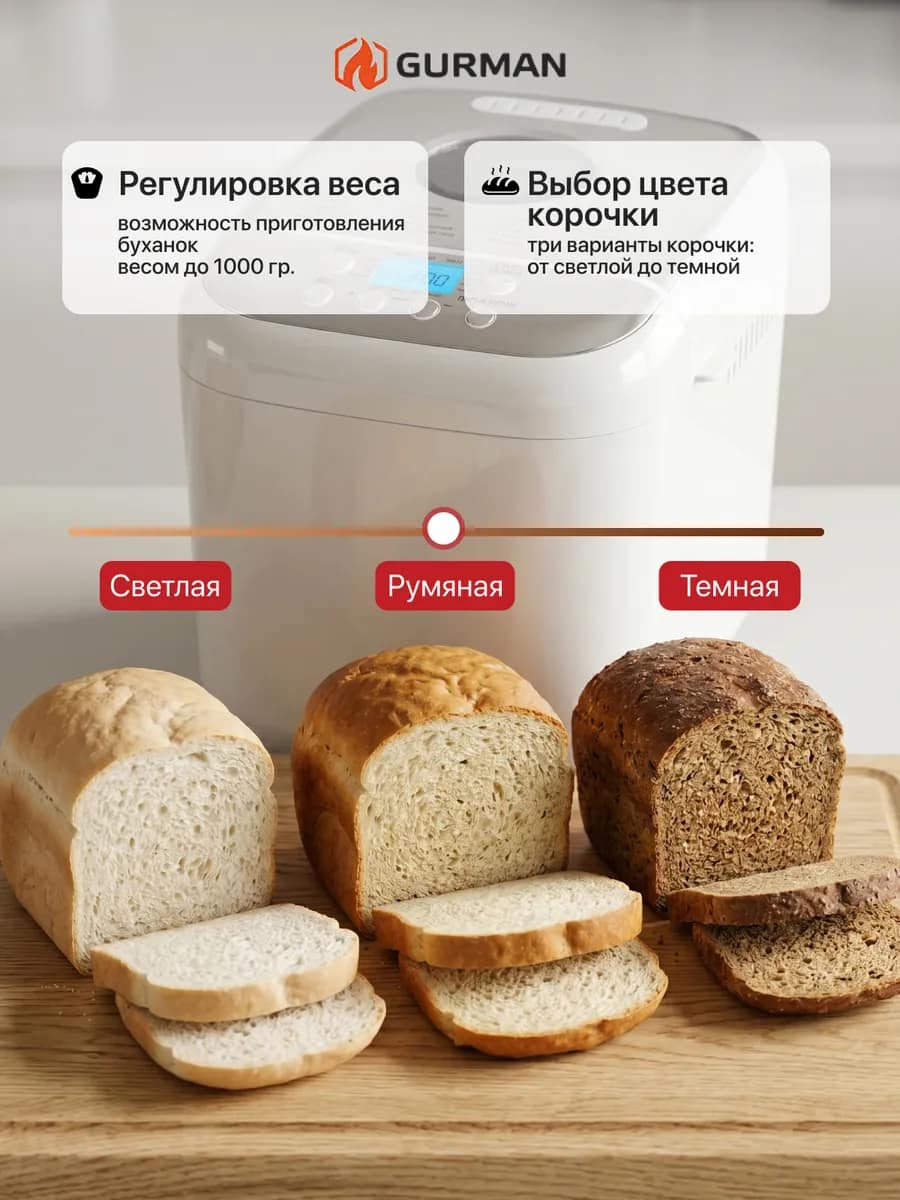 GURMAN
Регулировка веса
возможность приготовления
буханок
весом до 1000 гр.
Выбор цвета
корочки
три варианты корочки:
от светлой до темной
Светлая
Румяная
Темная